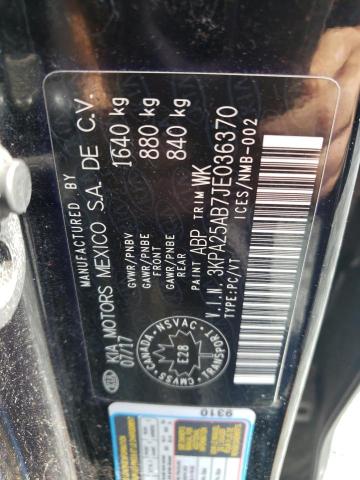 MANUFACTURED BY
KIA MOTORS MEXICO S.A. DE C.V.
07/17
GVWR/PNBV 1640 kg
GAWR/PNBE FRONT 880 kg
GAWR/PNBE REAR 840 kg
PAINT ABP TRIM WK
V.I.N. 3KPA25AB7JE036370
TYPE:PC/VT ICES/NMB-002
CANADA NSVAC TRANSPORT CMVSS
E28
KIA
9310